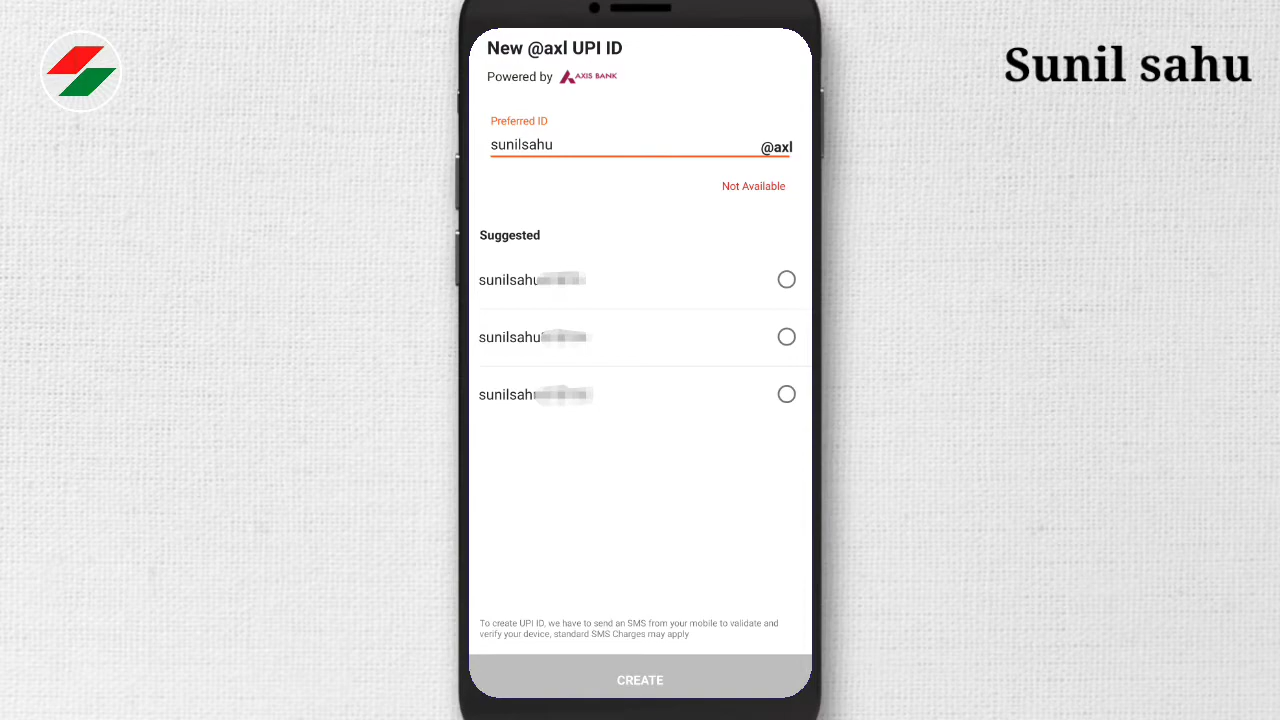 Sunil sahu
New @axl UPI ID
Powered by AXIS BANK
Preferred ID
sunilsahu @axl
Not Available
Suggested
sunilsahu
sunilsahu
sunilsahu
To create UPI ID, we have to send an SMS from your mobile to validate and
verify your device, standard SMS Charges may apply
CREATE